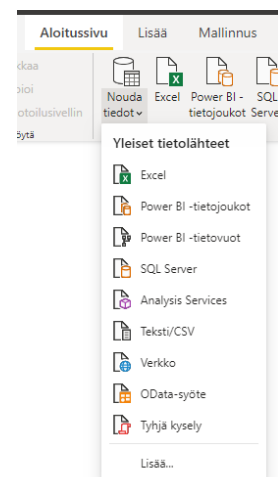 Aloitussivu Lisää Mallinnus
Nouda tiedot Excel Power BI - tietojoukot SQL
Yleiset tietolähteet
Excel
Power BI -tietojoukot
Power BI -tietovuot
SQL Server
Analysis Services
Teksti/CSV
Verkko
OData-syöte
Tyhjä kysely
Lisää...